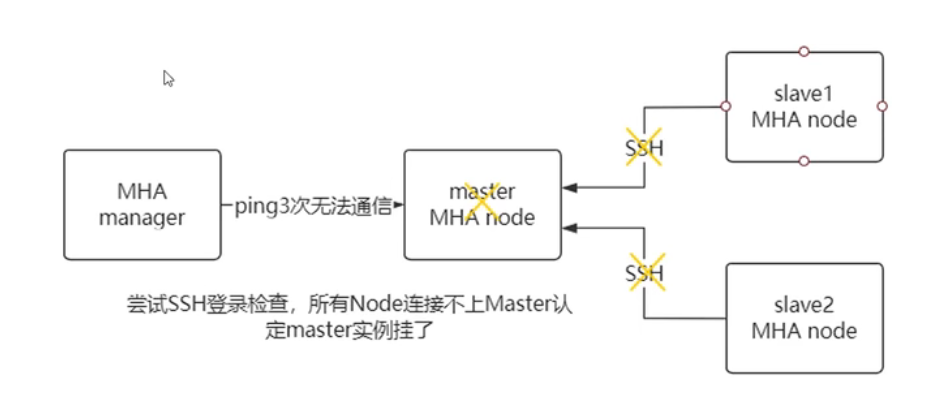 slave1
MHA node
SSH
MHA
manager
ping3次无法通信
master
MHA node
SSH
slave2
MHA node
尝试SSH登录检查，所有Node连接不上Master认
定master实例挂了